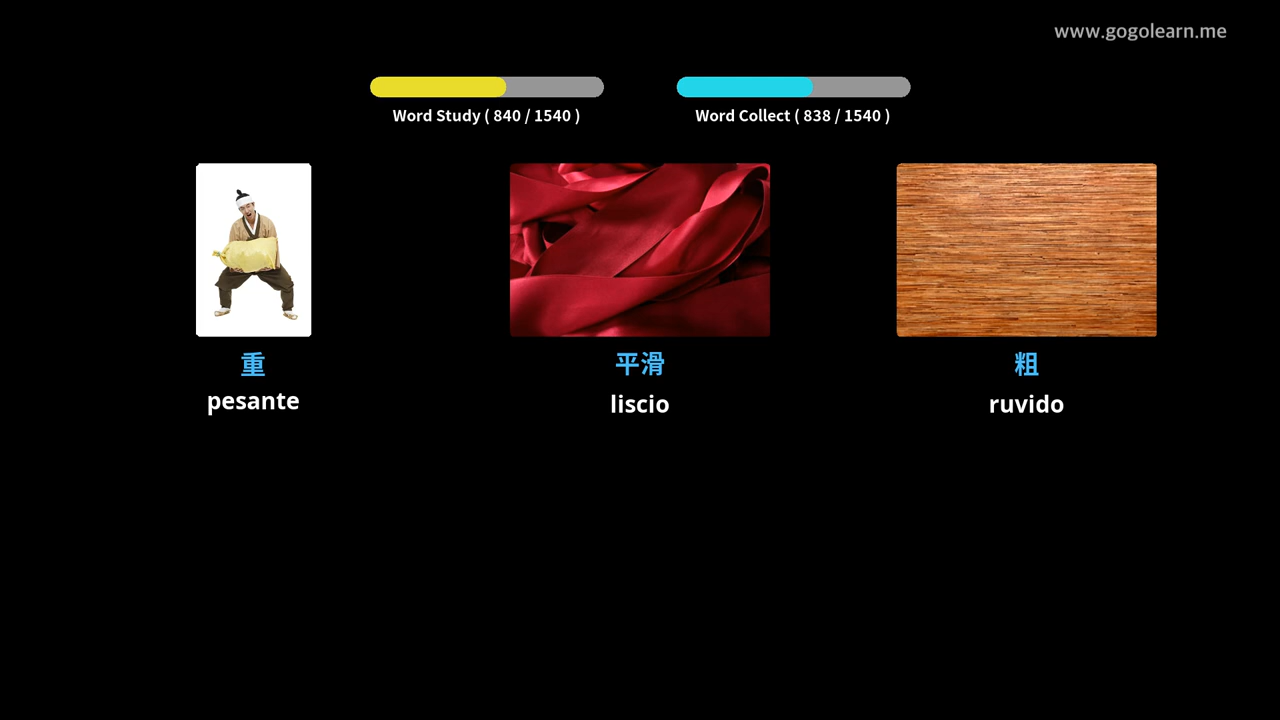 www.gogolearn.me
Word Study ( 840 / 1540 )
Word Collect ( 838 / 1540 )
重
平滑
粗
pesante
liscio
ruvido